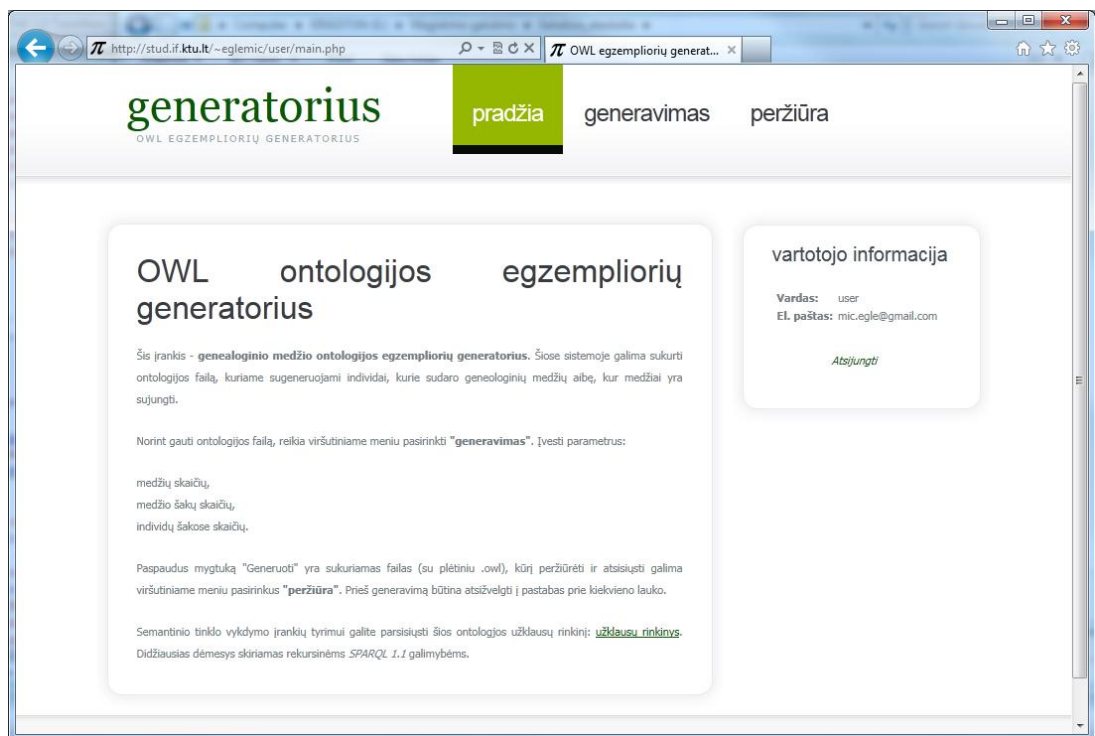 http://stud.if.ktu.lt/~eglemic/user/main.php
OWL egzempliorių generat...
generatorius
OWL EGZEMPLIORIŲ GENERATORIUS
pradžia
generavimas
peržiūra
OWL ontologijos egzempliorių
generatorius
Šis įrankis - genealoginio medžio ontologijos egzempliorių generatorius. Šiose sistemoje galima sukurti
ontologijos failą, kuriame sugeneruojami individai, kurie sudaro geneologinių medžių aibę, kur medžiai yra
sujungti.
Norint gauti ontologijos failą, reikia viršutiniame meniu pasirinkti "generavimas". Įvesti parametrus:
medžių skaičių,
medžio šakų skaičių,
individų šakose skaičių.
Paspaudus mygtuką "Generuoti" yra sukuriamas failas (su plėtiniu .owl), kūrį peržiūrėti ir atsisiųsti galima
viršutiniame meniu pasirinkus "peržiūra". Prieš generavimą būtina atsižvelgti į pastabas prie kiekvieno lauko.
Semantinio tinklo vykdymo įrankių tyrimui galite parsisiųsti šios ontologjos užklausų rinkinį: užklausų rinkinys.
Didžiausias dėmesys skiriamas rekursinėms SPARQL 1.1 galimybėms.
vartotojo informacija
Vardas: user
El. paštas: mic.egle@gmail.com
Atsijungti